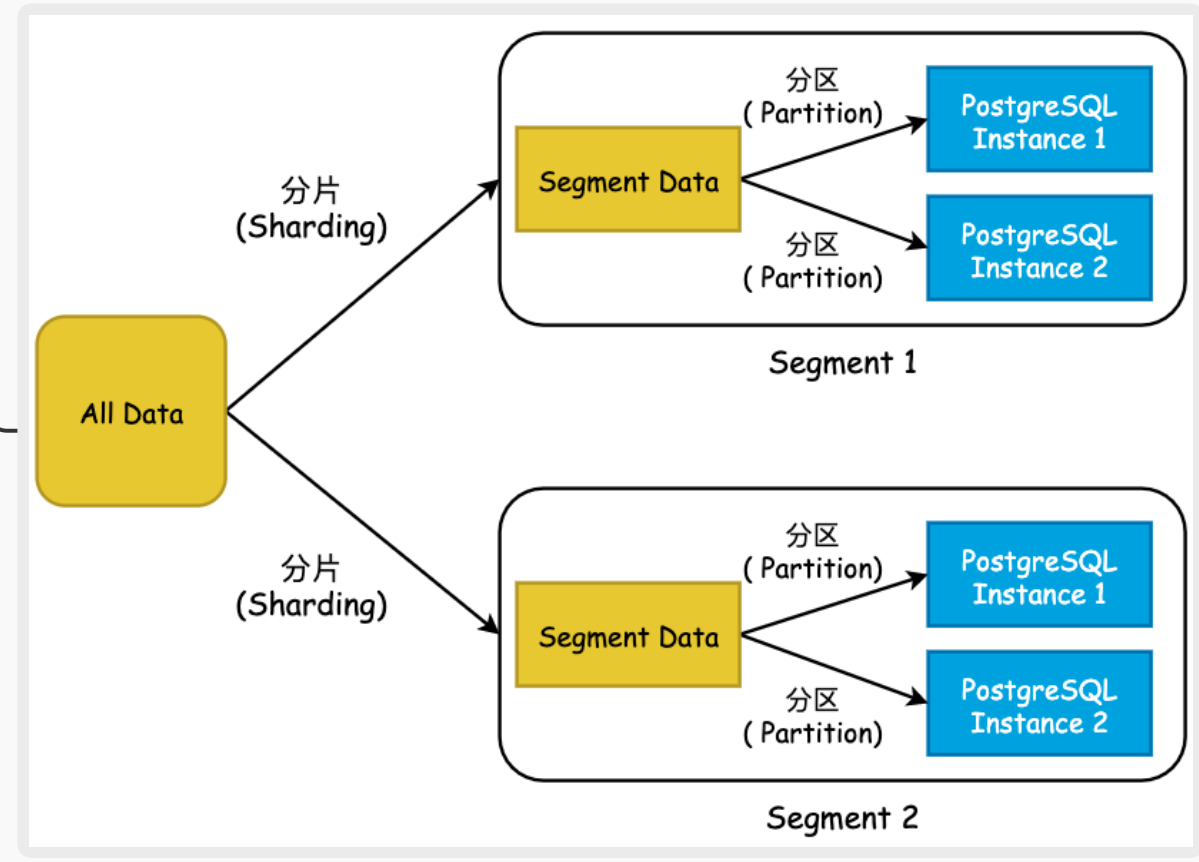 分区
( Partition)
PostgreSQL
Instance 1
Segment Data
分片
(Sharding)
分区
( Partition)
PostgreSQL
Instance 2
Segment 1
All Data
分区
( Partition)
PostgreSQL
Instance 1
分片
(Sharding)
Segment Data
分区
( Partition)
PostgreSQL
Instance 2
Segment 2